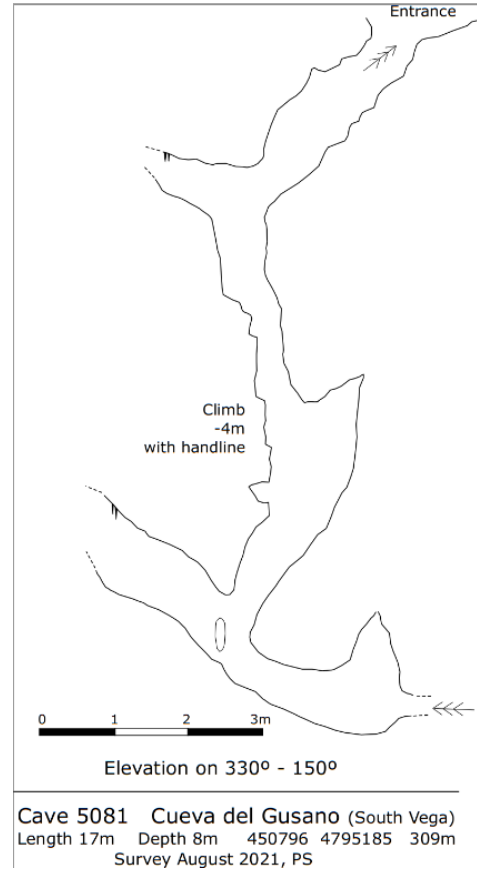 Entrance
Climb
-4m
with handline
0 1 2 3m
Elevation on 330º - 150º
Cave 5081 Cueva del Gusano (South Vega)
Length 17m Depth 8m 450796 4795185 309m
Survey August 2021, PS